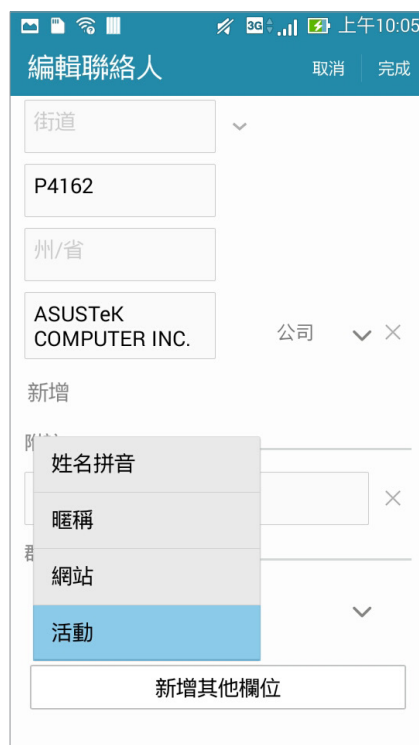 3G 上午10:05
編輯聯絡人 取消 完成
街道
P4162
州/省
ASUSTeK
COMPUTER INC. 公司
新增
姓名拼音
暱稱
網站
活動
新增其他欄位